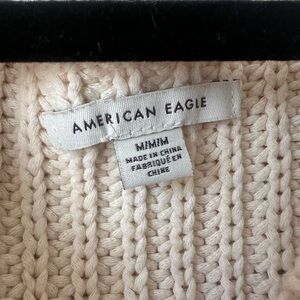 AMERICAN EAGLE
M/M/M
MADE IN CHINA
FABRIQUÉ EN
CHINE